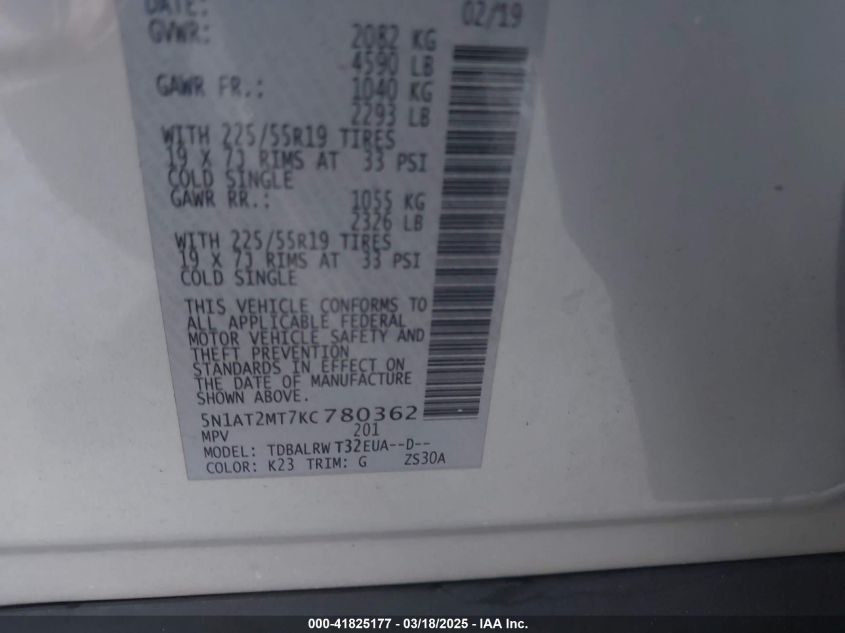 DATE: 02/19
GVWR: 2082 KG
4590 LB
GAWR FR.: 1040 KG
2293 LB
WITH 225/55R19 TIRES
19 X 7J RIMS AT 33 PSI
COLD SINGLE
GAWR RR.: 1055 KG
2326 LB
WITH 225/55R19 TIRES
19 X 7J RIMS AT 33 PSI
COLD SINGLE
THIS VEHICLE CONFORMS TO
ALL APPLICABLE FEDERAL
MOTOR VEHICLE SAFETY AND
THEFT PREVENTION
STANDARDS IN EFFECT ON
THE DATE OF MANUFACTURE
SHOWN ABOVE.
5N1AT2MT7KC780362
MPV 201
MODEL: TDBALRW T32EUA--D--
COLOR: K23 TRIM: G ZS30A
000-41825177 — 03/18/2025 - IAA Inc.